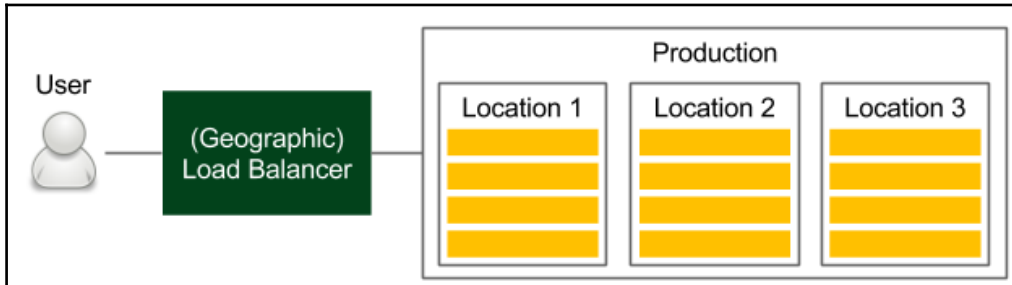 User
(Geographic)
Load Balancer
Production
Location 1
Location 2
Location 3